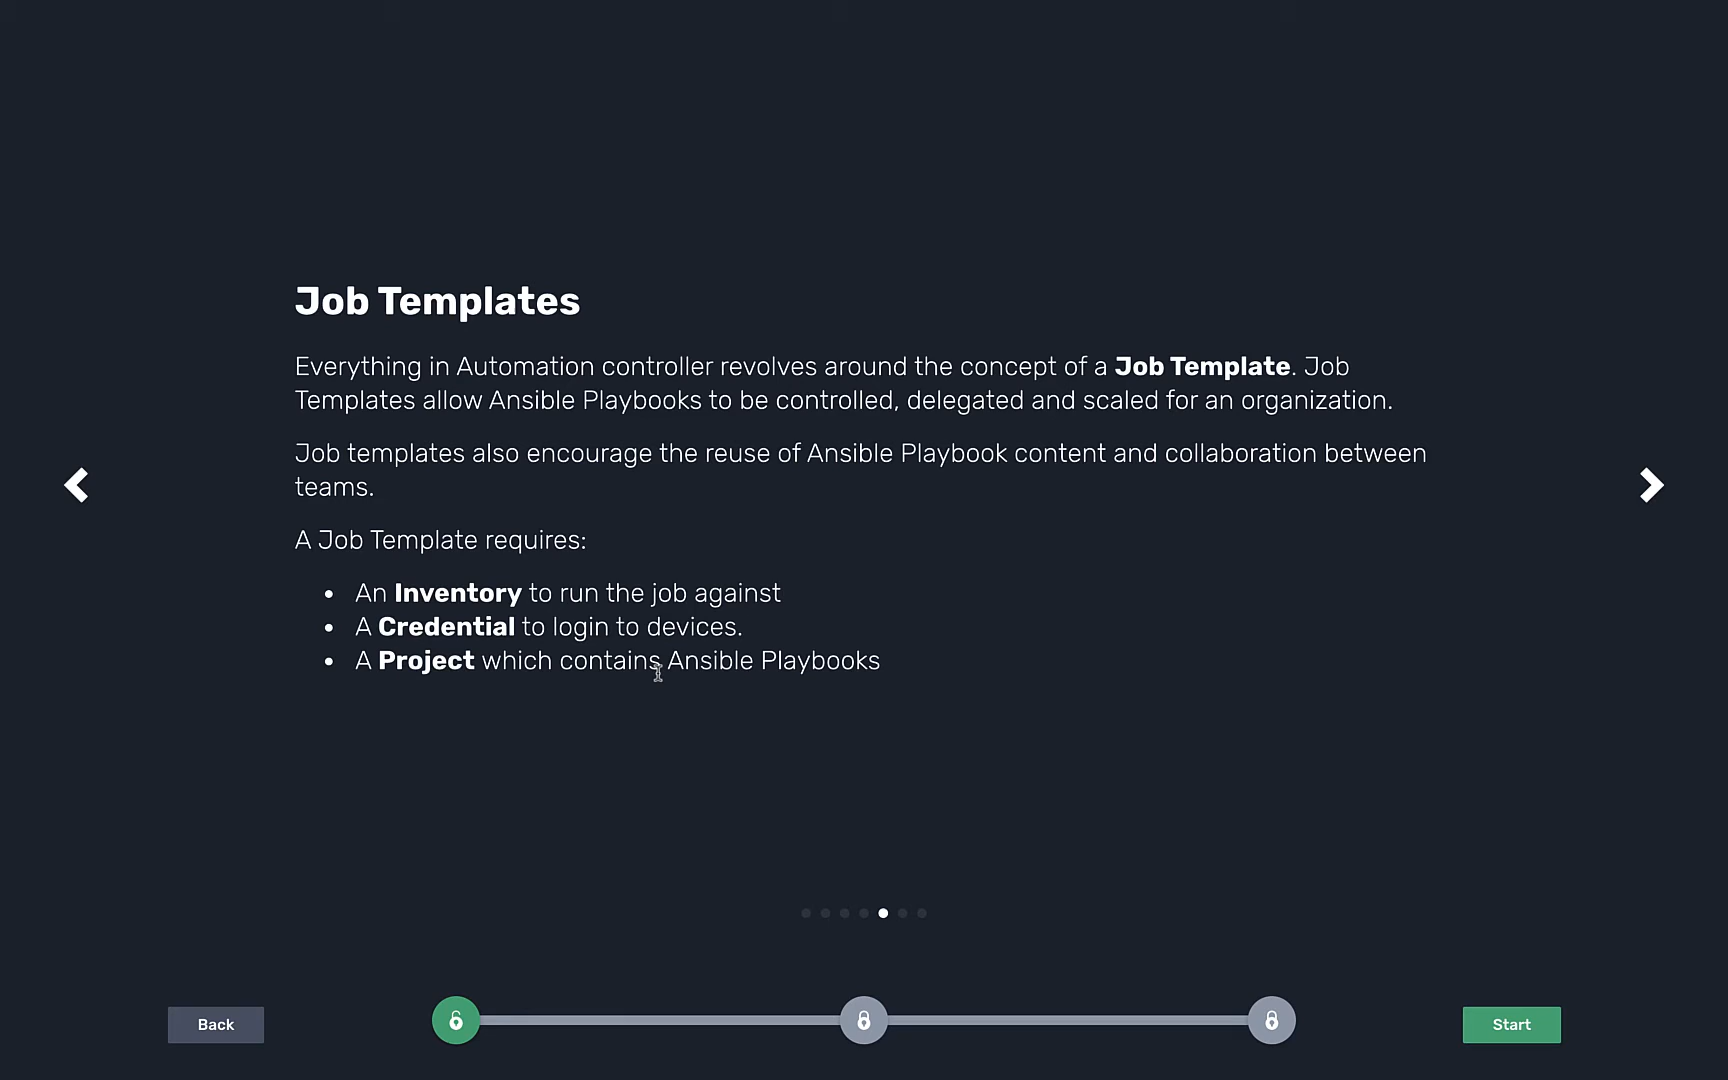 Job Templates
Everything in Automation controller revolves around the concept of a Job Template. Job
Templates allow Ansible Playbooks to be controlled, delegated and scaled for an organization.
Job templates also encourage the reuse of Ansible Playbook content and collaboration between
teams.
A Job Template requires:
• An Inventory to run the job against
• A Credential to login to devices.
• A Project which contains Ansible Playbooks
Back
Start